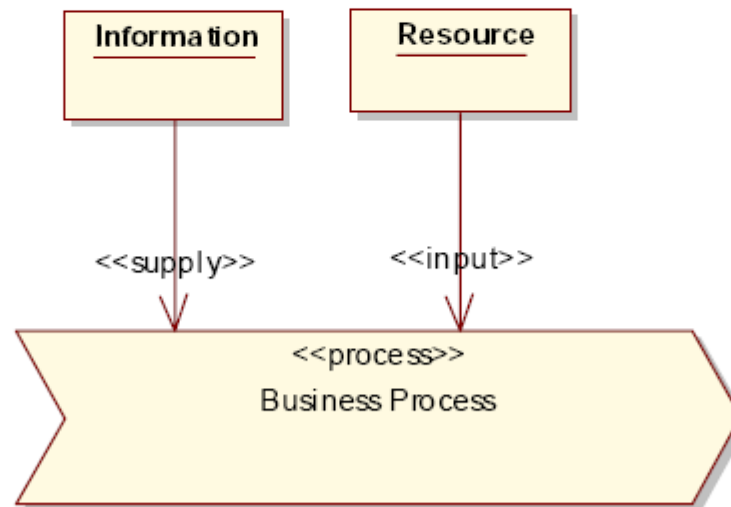 Information
Resource
<<supply>>
<<input>>
<<process>>
Business Process